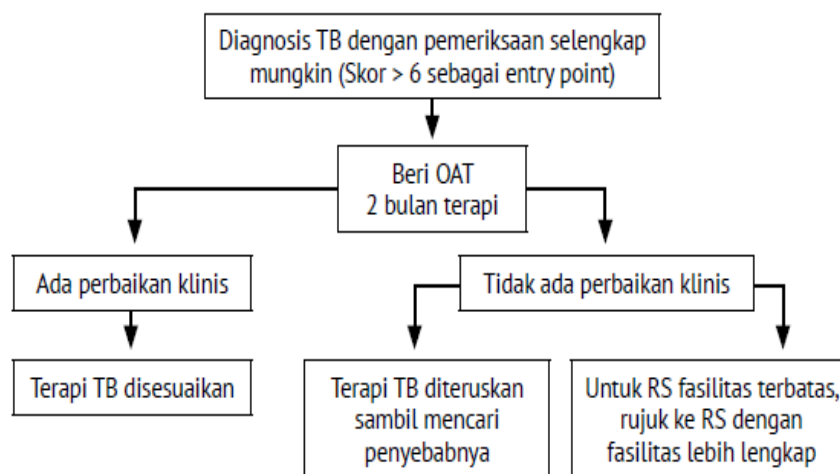 Diagnosis TB dengan pemeriksaan selengkap
mungkin (Skor > 6 sebagai entry point)
Beri OAT
2 bulan terapi
Ada perbaikan klinis
Tidak ada perbaikan klinis
Terapi TB disesuaikan
Terapi TB diteruskan
sambil mencari
penyebabnya
Untuk RS fasilitas terbatas,
rujuk ke RS dengan
fasilitas lebih lengkap